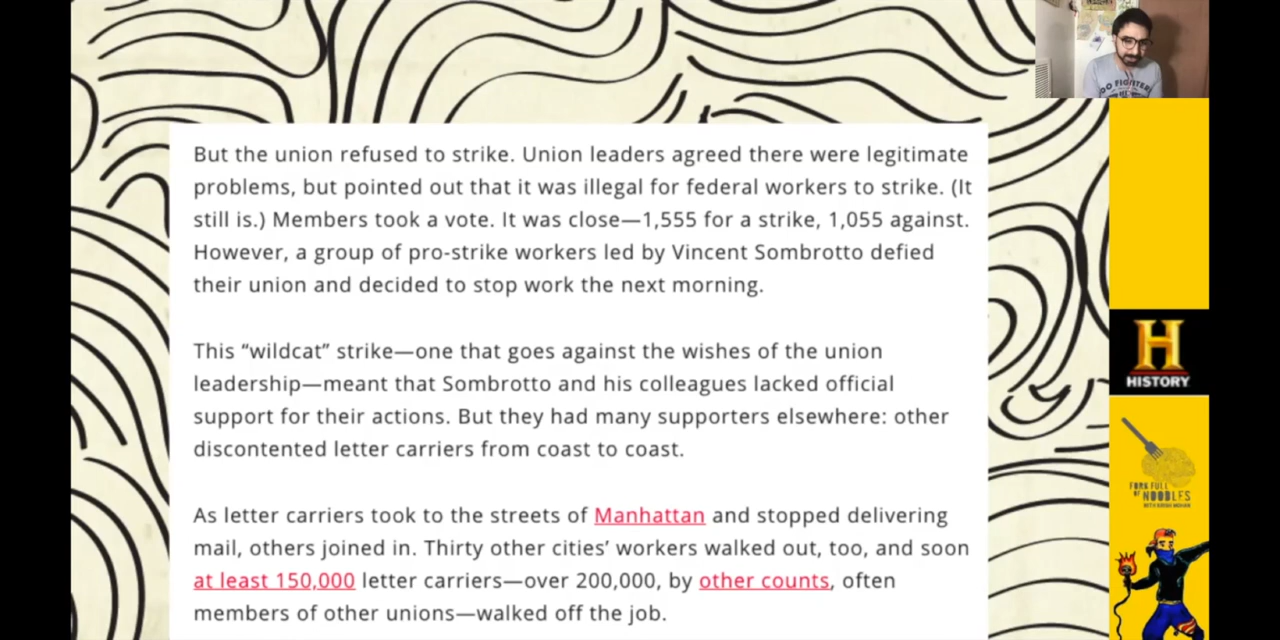 But the union refused to strike. Union leaders agreed there were legitimate
problems, but pointed out that it was illegal for federal workers to strike. (It
still is.) Members took a vote. It was close—1,555 for a strike, 1,055 against.
However, a group of pro-strike workers led by Vincent Sombrotto defied
their union and decided to stop work the next morning.
This “wildcat” strike—one that goes against the wishes of the union
leadership—meant that Sombrotto and his colleagues lacked official
support for their actions. But they had many supporters elsewhere: other
discontented letter carriers from coast to coast.
As letter carriers took to the streets of Manhattan and stopped delivering
mail, others joined in. Thirty other cities’ workers walked out, too, and soon
at least 150,000 letter carriers—over 200,000, by other counts, often
members of other unions—walked off the job.
OO FIGHTER
H
HISTORY
FORK FULL
OF NOODLES